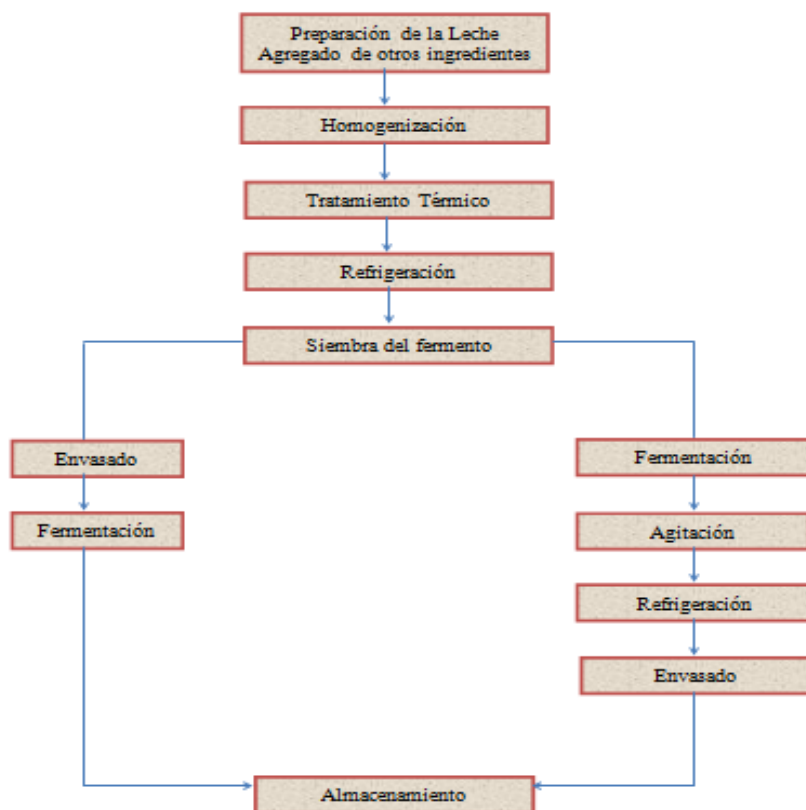 Preparación de la Leche
Agregado de otros ingredientes
Homogenización
Tratamiento Térmico
Refrigeración
Siembra del fermento
Envasado
Fermentación
Fermentación
Agitación
Refrigeración
Envasado
Almacenamiento